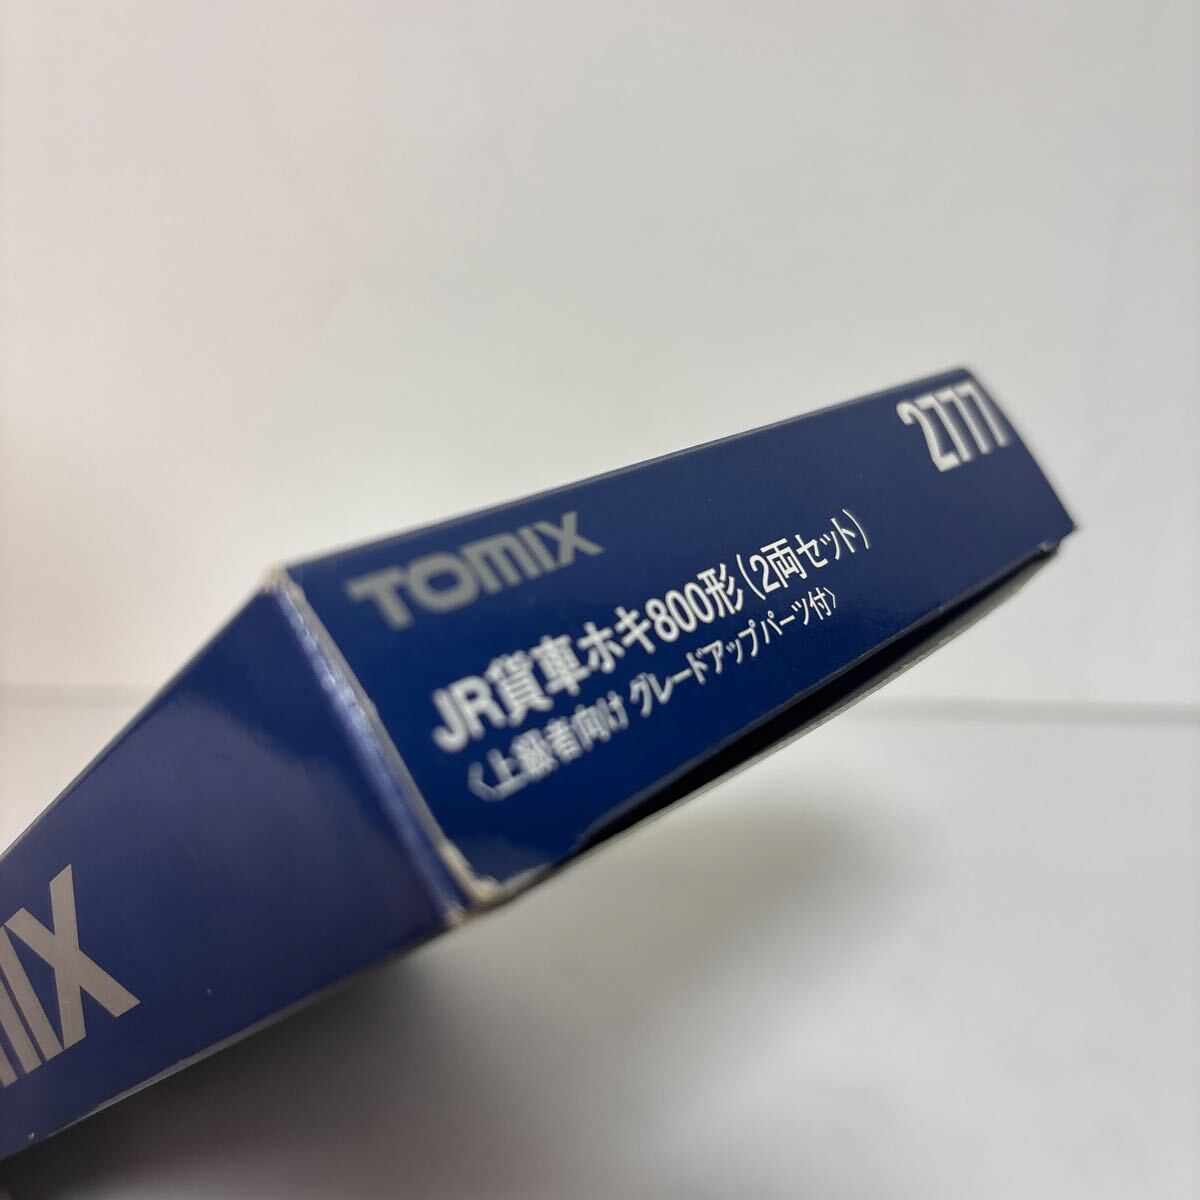 TOMIX
2777
JR貨車ホキ800形(2両セット)
〈上級者向け グレードアップパーツ付〉
MIX